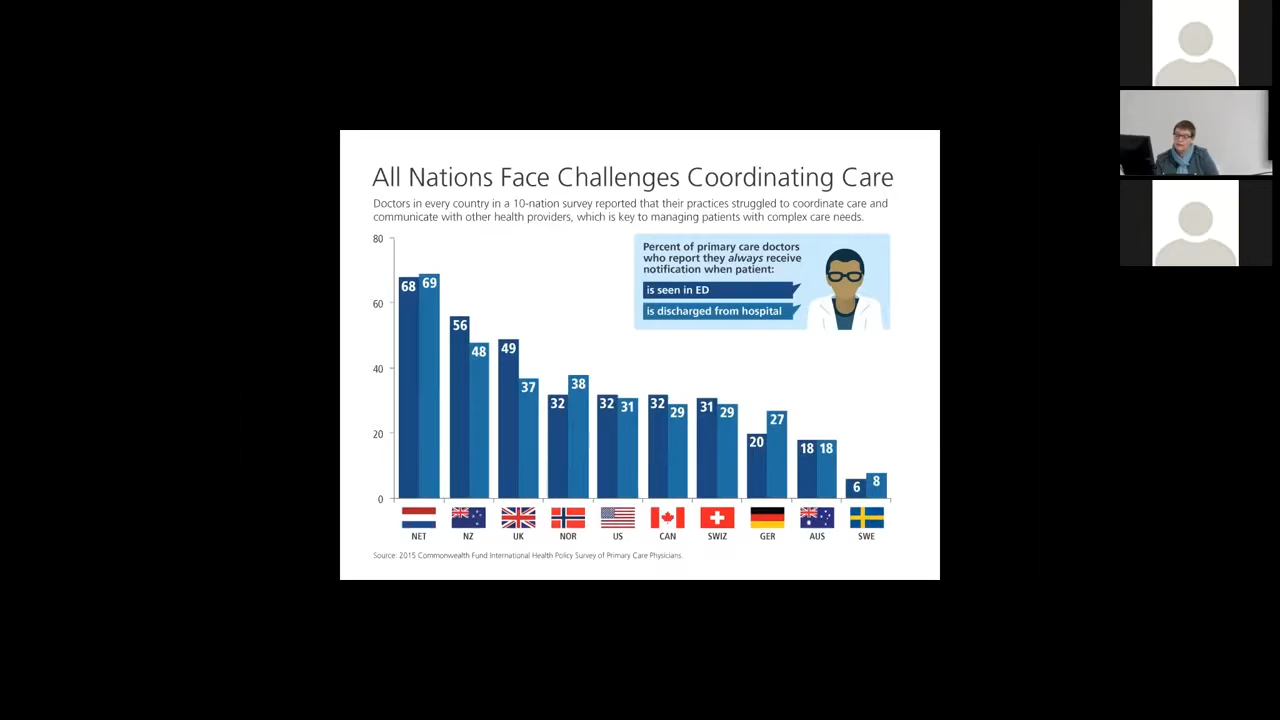 All Nations Face Challenges Coordinating Care
Doctors in every country in a 10-nation survey reported that their practices struggled to coordinate care and
communicate with other health providers, which is key to managing patients with complex care needs.
Percent of primary care doctors
who report they always receive
notification when patient:
is seen in ED
is discharged from hospital
80
60
40
20
0
68 69
56 48
49 37
32 38
32 31
32 29
31 29
20 27
18 18
6 8
NET NZ UK NOR US CAN SWIZ GER AUS SWE
Source: 2015 Commonwealth Fund International Health Policy Survey of Primary Care Physicians.